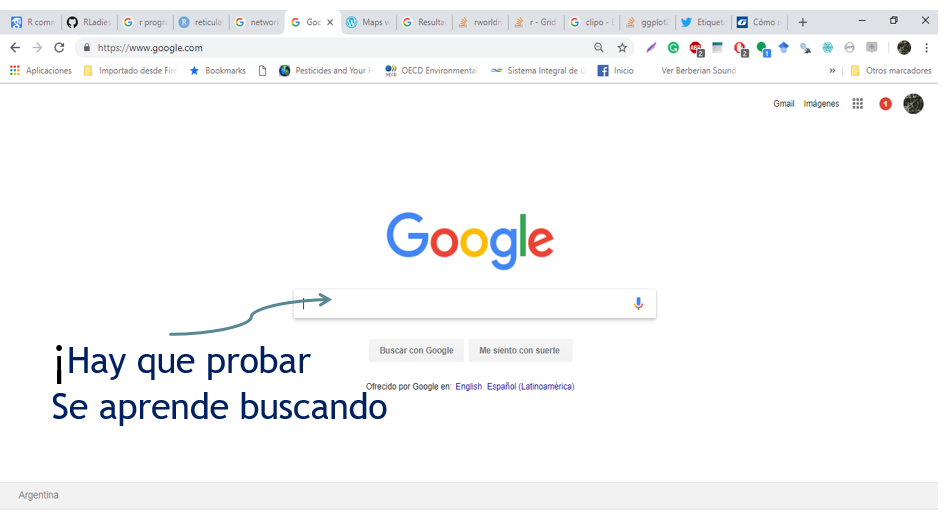 R comm RLadies r progr reticula networ Goo Maps w Resulta rworldn r - Grid clipo - E ggplot2 Etiquet Cómo n
https://www.google.com
Aplicaciones Importado desde Fire Bookmarks Pesticides and Your H OECD Environmental Sistema Integral de G Inicio Ver Berberian Sound » Otros marcadores
Gmail Imágenes 1
Google
Buscar con Google Me siento con suerte
¡Hay que probar
Ofrecido por Google en: English Español (Latinoamérica)
Se aprende buscando
Argentina